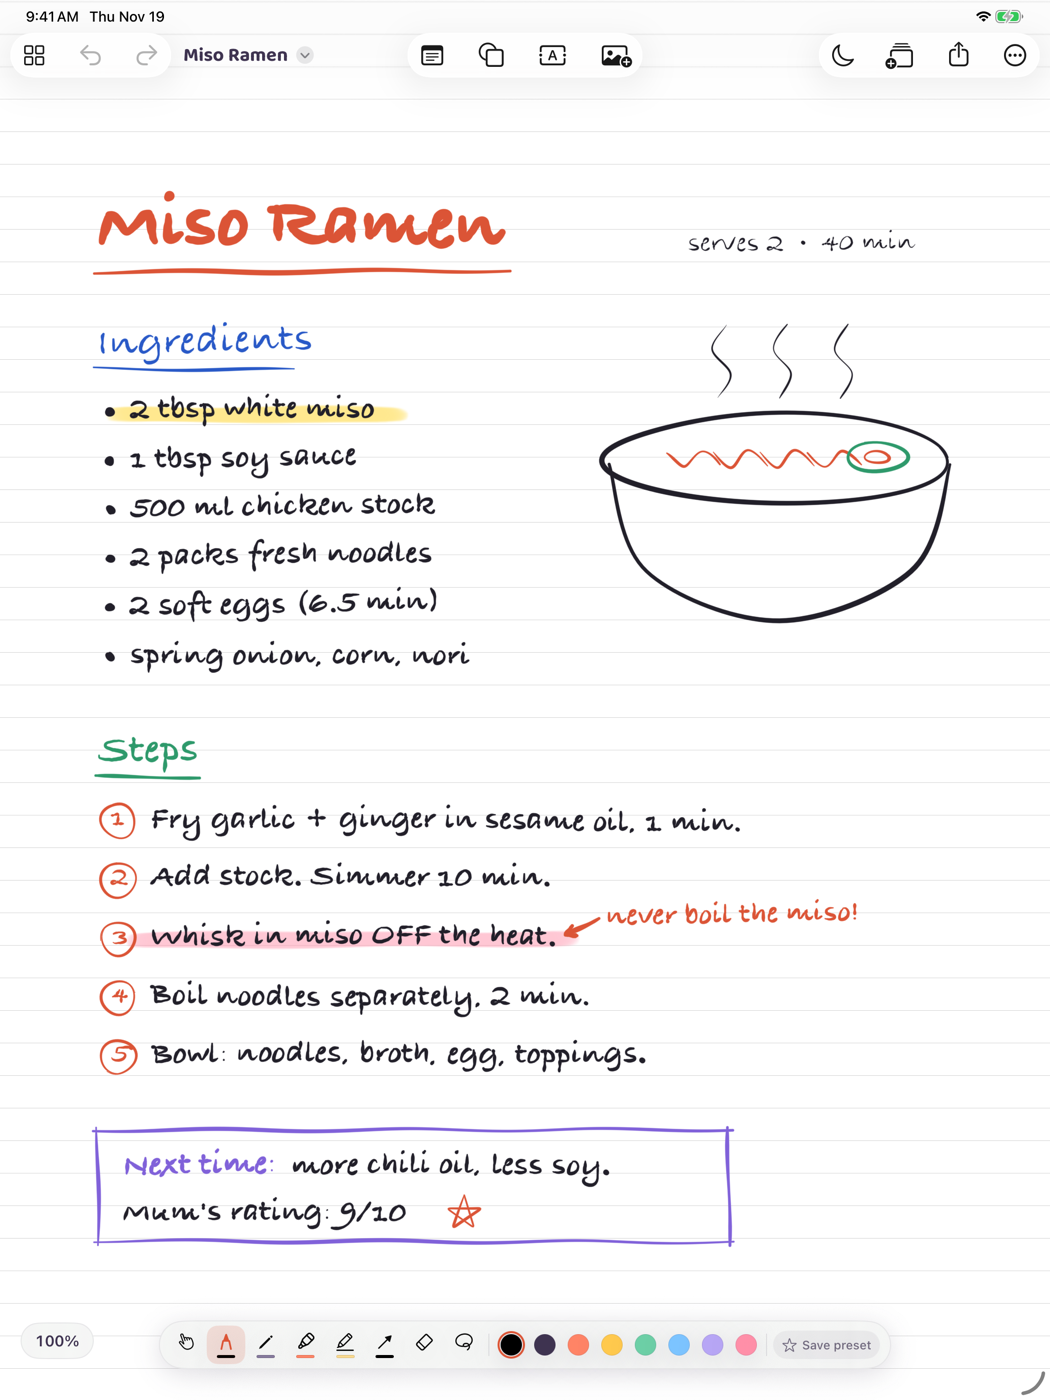 9:41 AM Thu Nov 19
Miso Ramen
A
Miso Ramen
serves 2 · 40 min
Ingredients
• 2 tbsp white miso
• 1 tbsp soy sauce
• 500 ml chicken stock
• 2 packs fresh noodles
• 2 soft eggs (6.5 min)
• spring onion, corn, nori
Steps
1 Fry garlic + ginger in sesame oil, 1 min.
2 Add stock. Simmer 10 min.
never boil the miso!
3 Whisk in miso OFF the heat.
4 Boil noodles separately, 2 min.
5 Bowl: noodles, broth, egg, toppings.
Next time: more chili oil, less soy.
Mum's rating: 9/10
100%
Save preset